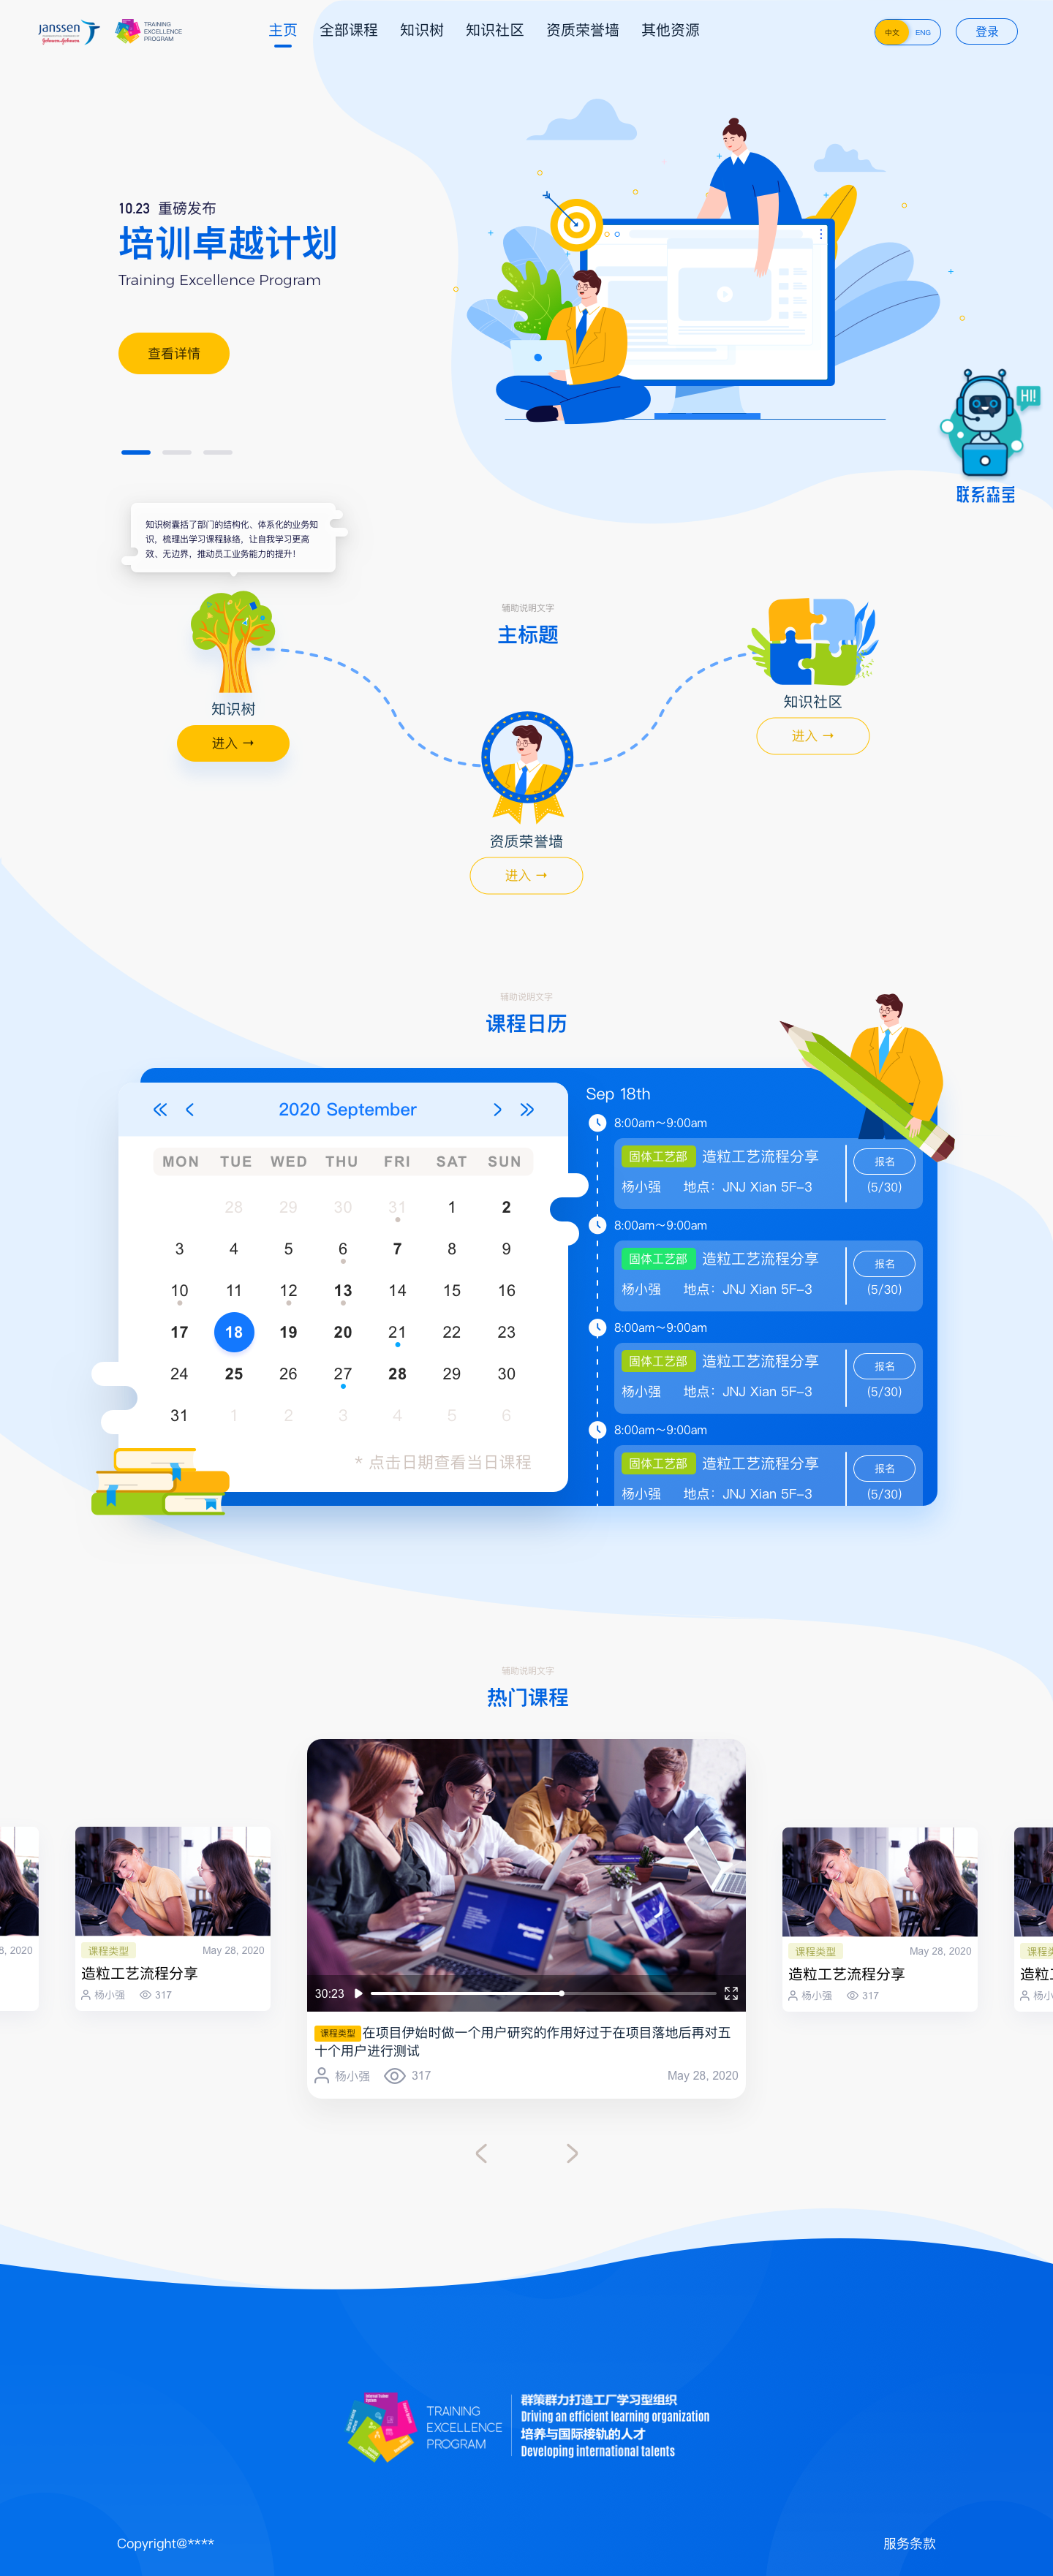 janssen
Johnson & Johnson
TRAINING
EXCELLENCE
PROGRAM
主页 全部课程 知识树 知识社区 资质荣誉墙 其他资源
中文 ENG
登录
10.23 重磅发布
培训卓越计划
Training Excellence Program
查看详情
HI!
联系森宝
知识树囊括了部门的结构化、体系化的业务知
识，梳理出学习课程脉络，让自我学习更高
效、无边界，推动员工业务能力的提升！
辅助说明文字
主标题
知识树
进入 →
知识社区
进入 →
资质荣誉墙
进入 →
辅助说明文字
课程日历
2020 September
MON TUE WED THU FRI SAT SUN
28 29 30 31 1 2
3 4 5 6 7 8 9
10 11 12 13 14 15 16
17 18 19 20 21 22 23
24 25 26 27 28 29 30
31 1 2 3 4 5 6
* 点击日期查看当日课程
Sep 18th
8:00am～9:00am
固体工艺部 造粒工艺流程分享 报名
杨小强 地点：JNJ Xian 5F-3 (5/30)
8:00am～9:00am
固体工艺部 造粒工艺流程分享 报名
杨小强 地点：JNJ Xian 5F-3 (5/30)
8:00am～9:00am
固体工艺部 造粒工艺流程分享 报名
杨小强 地点：JNJ Xian 5F-3 (5/30)
8:00am～9:00am
固体工艺部 造粒工艺流程分享 报名
杨小强 地点：JNJ Xian 5F-3 (5/30)
辅助说明文字
热门课程
8, 2020
课程类型 May 28, 2020
造粒工艺流程分享
杨小强 317
30:23
课程类型 在项目伊始时做一个用户研究的作用好过于在项目落地后再对五
十个用户进行测试
杨小强 317 May 28, 2020
课程类型 May 28, 2020
造粒工艺流程分享
杨小强 317
课程
造粒
杨小
TRAINING
EXCELLENCE
PROGRAM
群策群力打造工厂学习型组织
Driving an efficient learning organization
培养与国际接轨的人才
Developing international talents
Copyright@****
服务条款